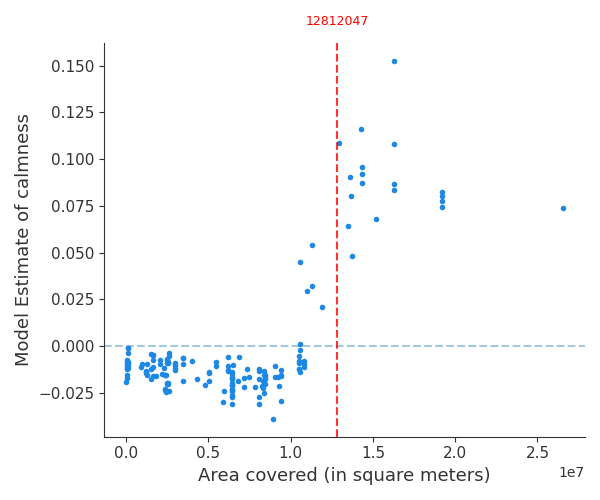 12812047
0.150
0.125
0.100
0.075
0.050
0.025
0.000
−0.025
Model Estimate of calmness
0.0 0.5 1.0 1.5 2.0 2.5
1e7
Area covered (in square meters)